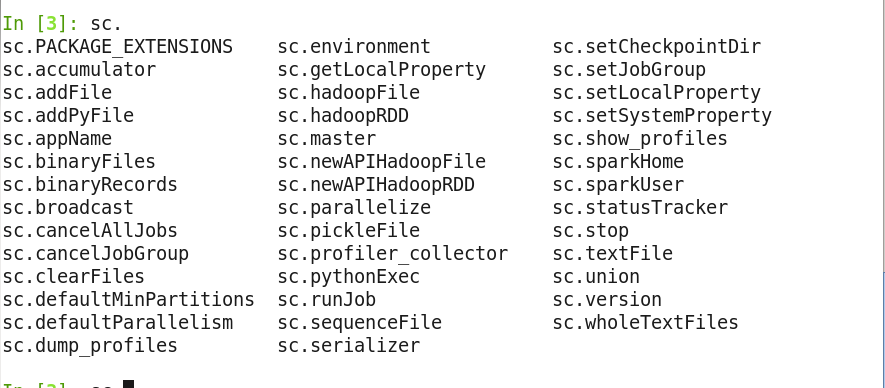 In [3]: sc.
sc.PACKAGE_EXTENSIONS sc.environment sc.setCheckpointDir
sc.accumulator sc.getLocalProperty sc.setJobGroup
sc.addFile sc.hadoopFile sc.setLocalProperty
sc.addPyFile sc.hadoopRDD sc.setSystemProperty
sc.appName sc.master sc.show_profiles
sc.binaryFiles sc.newAPIHadoopFile sc.sparkHome
sc.binaryRecords sc.newAPIHadoopRDD sc.sparkUser
sc.broadcast sc.parallelize sc.statusTracker
sc.cancelAllJobs sc.pickleFile sc.stop
sc.cancelJobGroup sc.profiler_collector sc.textFile
sc.clearFiles sc.pythonExec sc.union
sc.defaultMinPartitions sc.runJob sc.version
sc.defaultParallelism sc.sequenceFile sc.wholeTextFiles
sc.dump_profiles sc.serializer